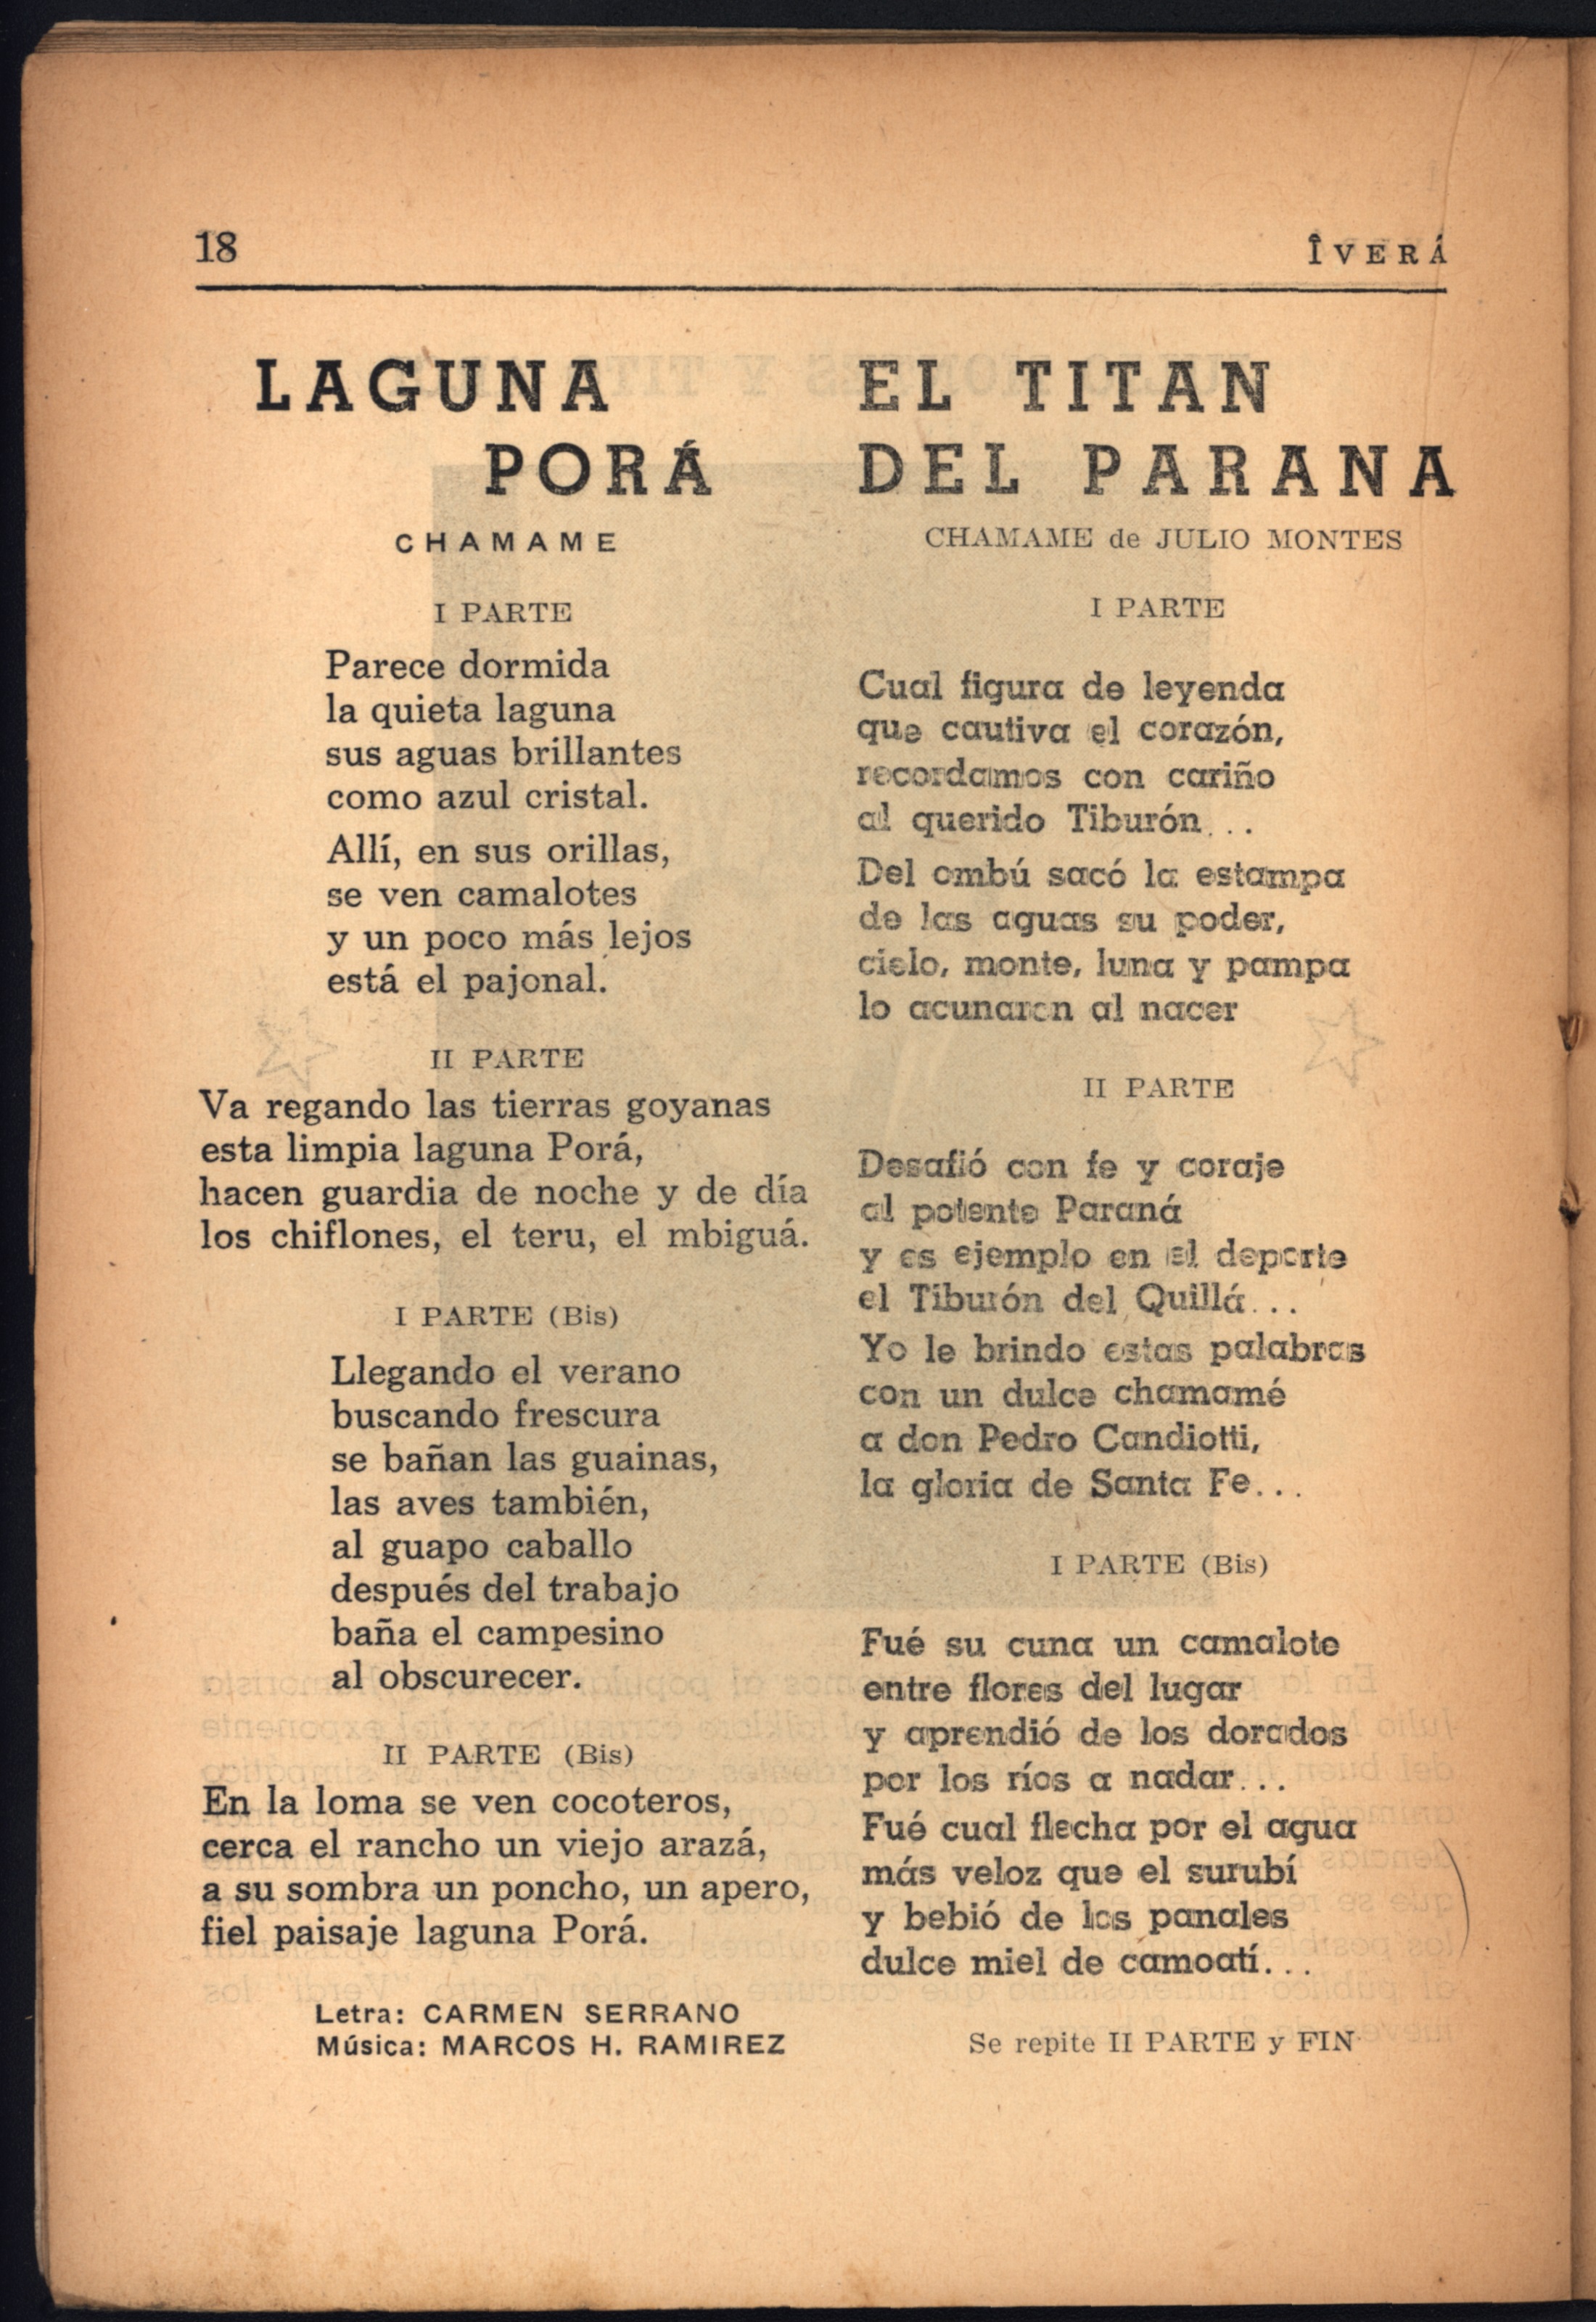 18
ÎVERÁ
LAGUNA
PORÁ
CHAMAME
I PARTE
Parece dormida
la quieta laguna
sus aguas brillantes
como azul cristal.
Allí, en sus orillas,
se ven camalotes
y un poco más lejos
está el pajonal.
II PARTE
Va regando las tierras goyanas
esta limpia laguna Porá,
hacen guardia de noche y de día
los chiflones, el teru, el mbiguá.
I PARTE (Bis)
Llegando el verano
buscando frescura
se bañan las guainas,
las aves también,
al guapo caballo
después del trabajo
baña el campesino
al obscurecer.
II PARTE (Bis)
En la loma se ven cocoteros,
cerca el rancho un viejo arazá,
a su sombra un poncho, un apero,
fiel paisaje laguna Porá.
Letra: CARMEN SERRANO
Música: MARCOS H. RAMIREZ
EL TITAN
DEL PARANA
CHAMAME de JULIO MONTES
I PARTE
Cual figura de leyenda
que cautiva el corazón,
recordamos con cariño
al querido Tiburón...
Del ombú sacó la estampa
de las aguas su poder,
cielo, monte, luna y pampa
lo acunaron al nacer
II PARTE
Desafió con fe y coraje
al potente Paraná
y es ejemplo en el deporte
el Tiburón del Quillá...
Yo le brindo estas palabras
con un dulce chamamé
a don Pedro Candiotti,
la gloria de Santa Fe...
I PARTE (Bis)
Fué su cuna un camalote
entre flores del lugar
y aprendió de los dorados
por los ríos a nadar...
Fué cual flecha por el agua
más veloz que el surubí
y bebió de los panales
dulce miel de camoatí...
Se repite II PARTE y FIN